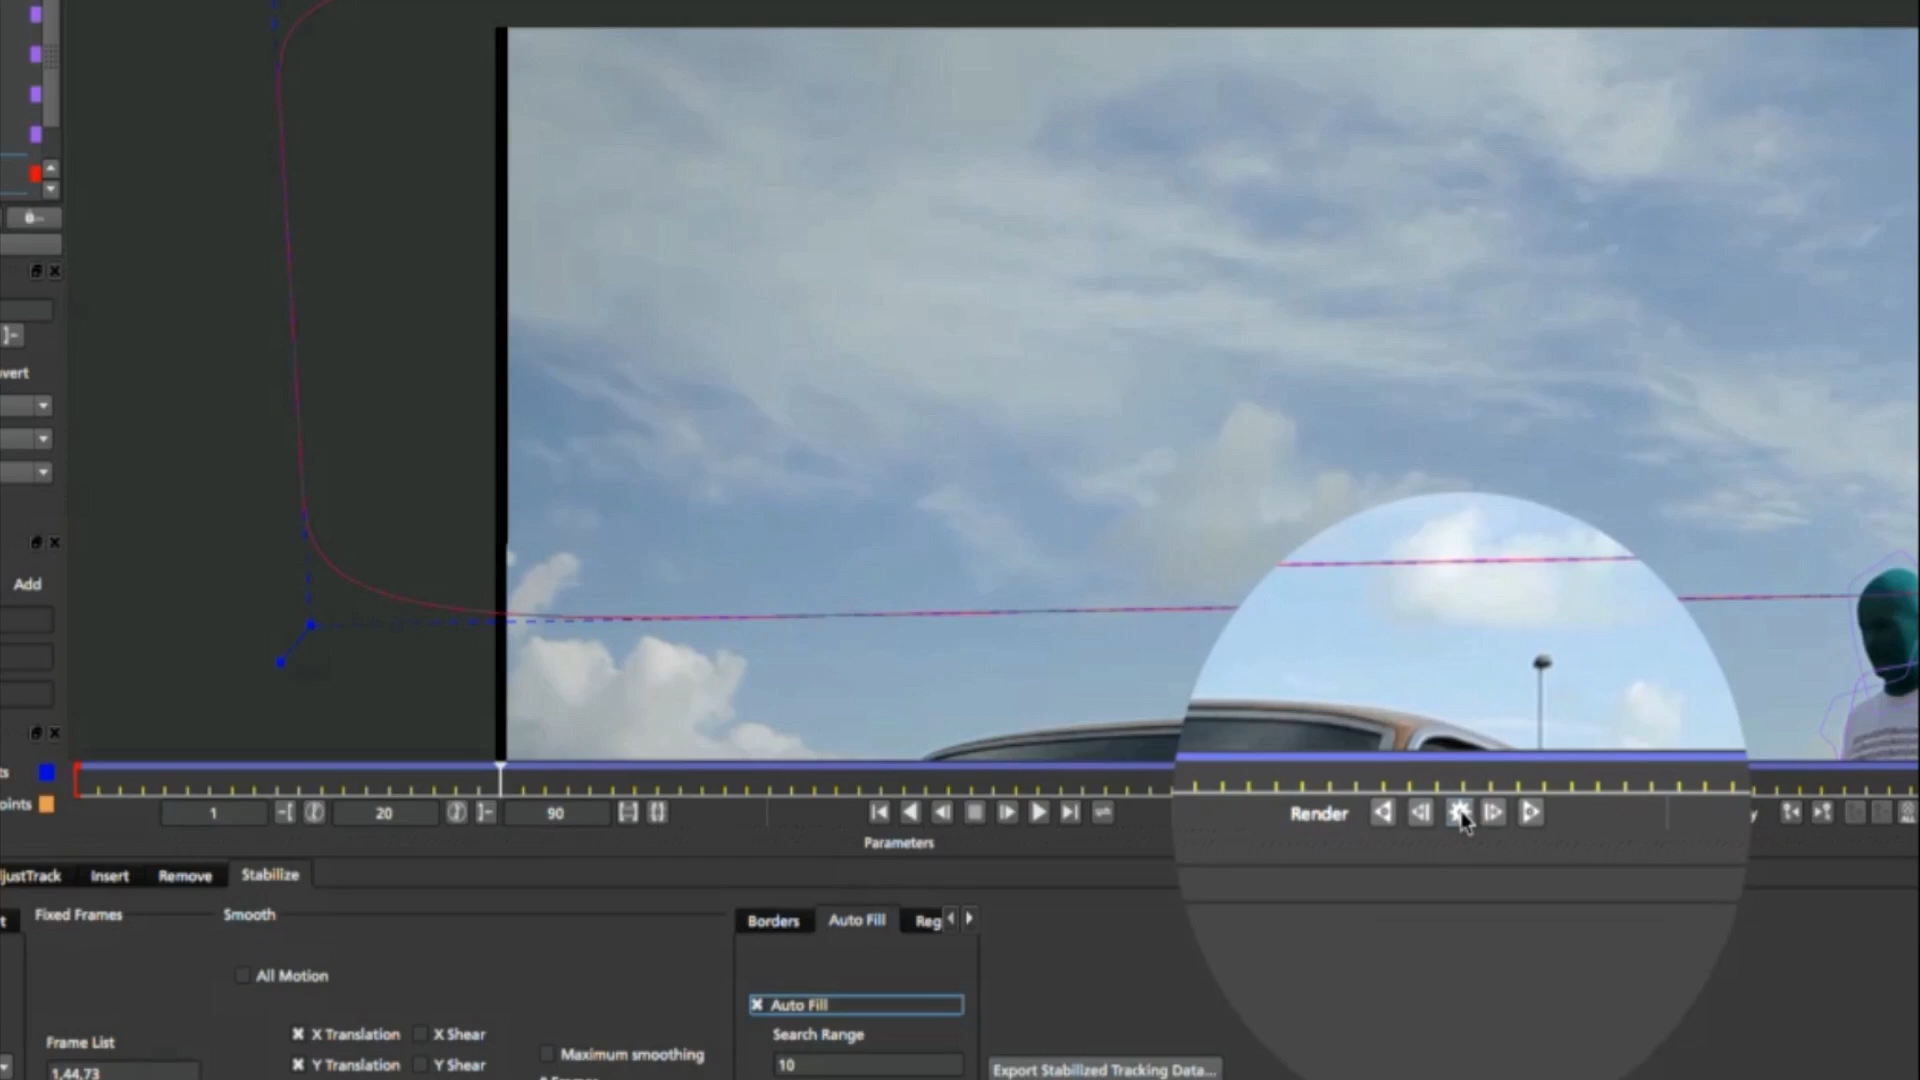 vert
Add
ts
oints
1
20
90
Render
y
ALL
Parameters
justTrack
Insert
Remove
Stabilize
t
Fixed Frames
Smooth
Borders
Auto Fill
Reg
All Motion
Auto Fill
Frame List
X Translation
X Shear
Search Range
1,44,73
Y Translation
Y Shear
Maximum smoothing
10
Export Stabilized Tracking Data...